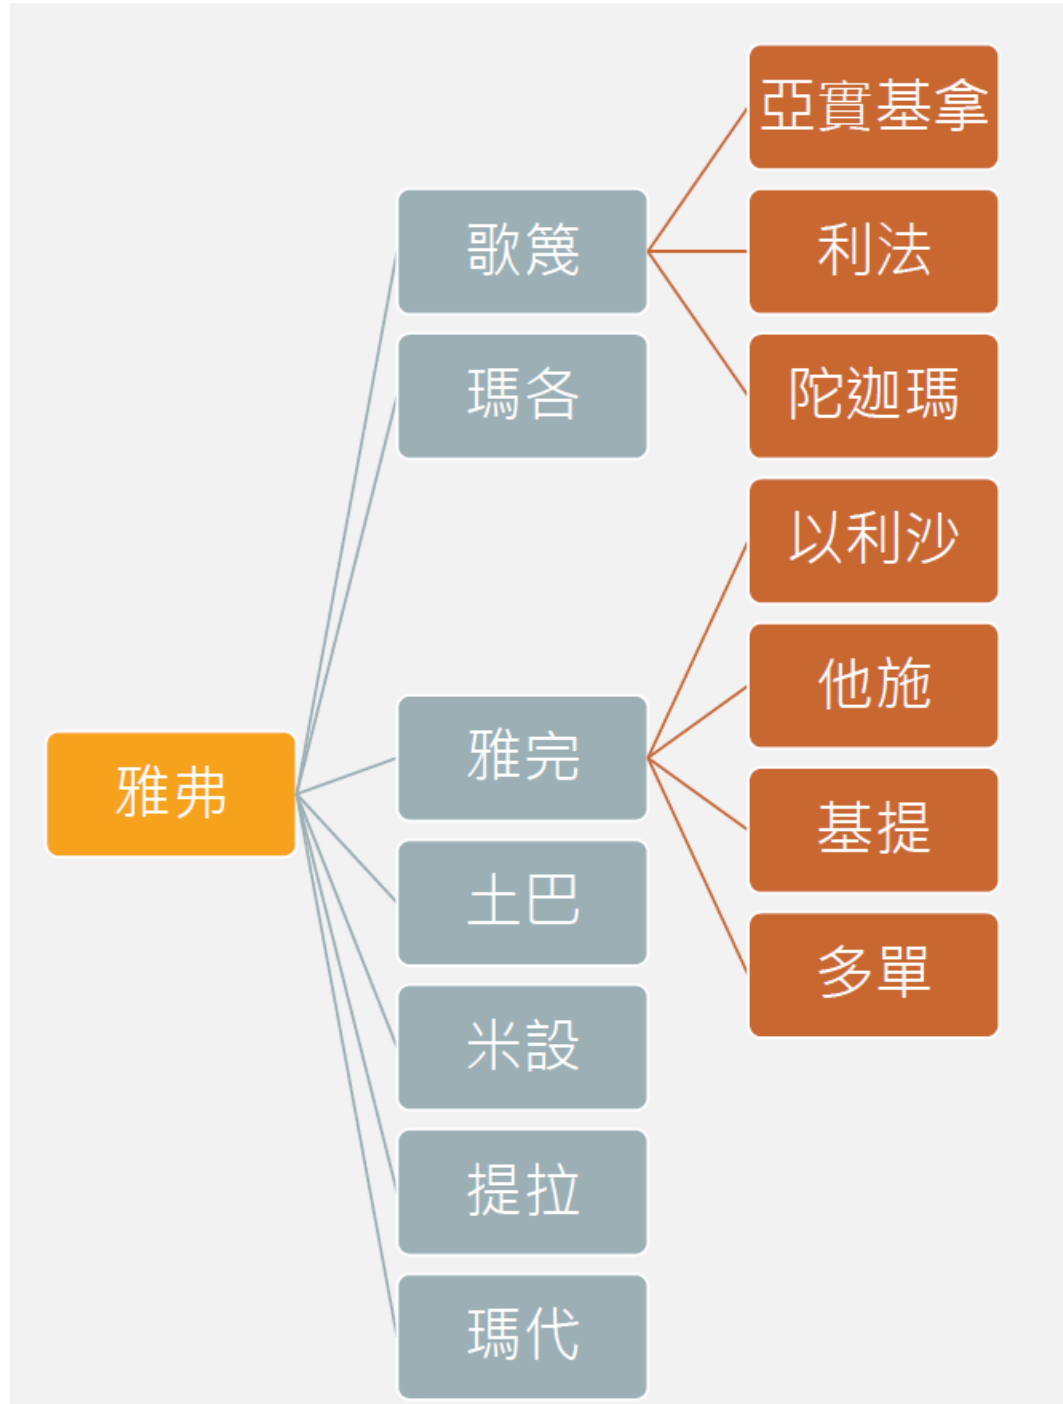 雅弗
歌篾
瑪各
雅完
土巴
米設
提拉
瑪代
亞實基拿
利法
陀迦瑪
以利沙
他施
基提
多單